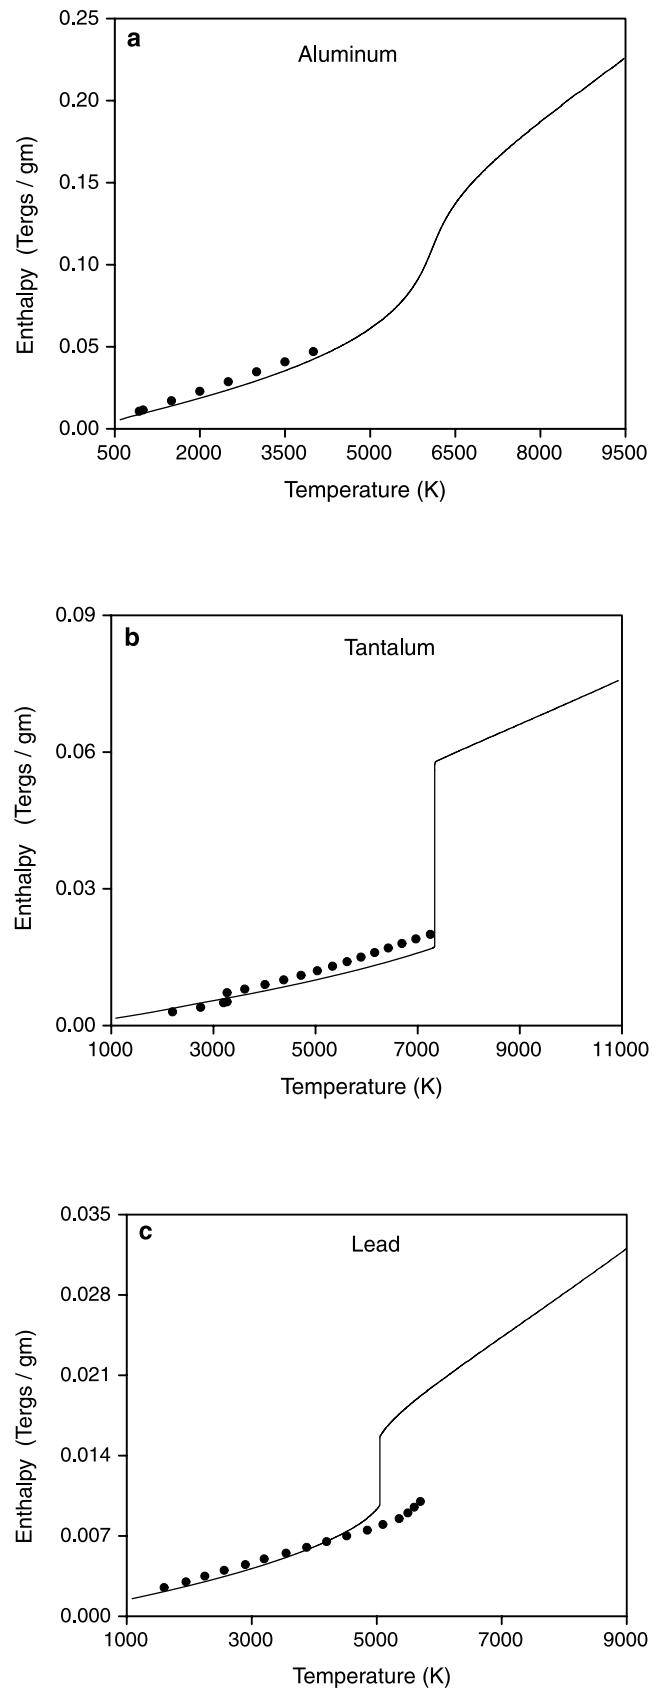 a
Aluminum
0.25
0.20
0.15
0.10
0.05
0.00
Enthalpy (Tergs / gm)
500 2000 3500 5000 6500 8000 9500
Temperature (K)
b
Tantalum
0.09
0.06
0.03
0.00
Enthalpy (Tergs / gm)
1000 3000 5000 7000 9000 11000
Temperature (K)
c
Lead
0.035
0.028
0.021
0.014
0.007
0.000
Enthalpy (Tergs / gm)
1000 3000 5000 7000 9000
Temperature (K)